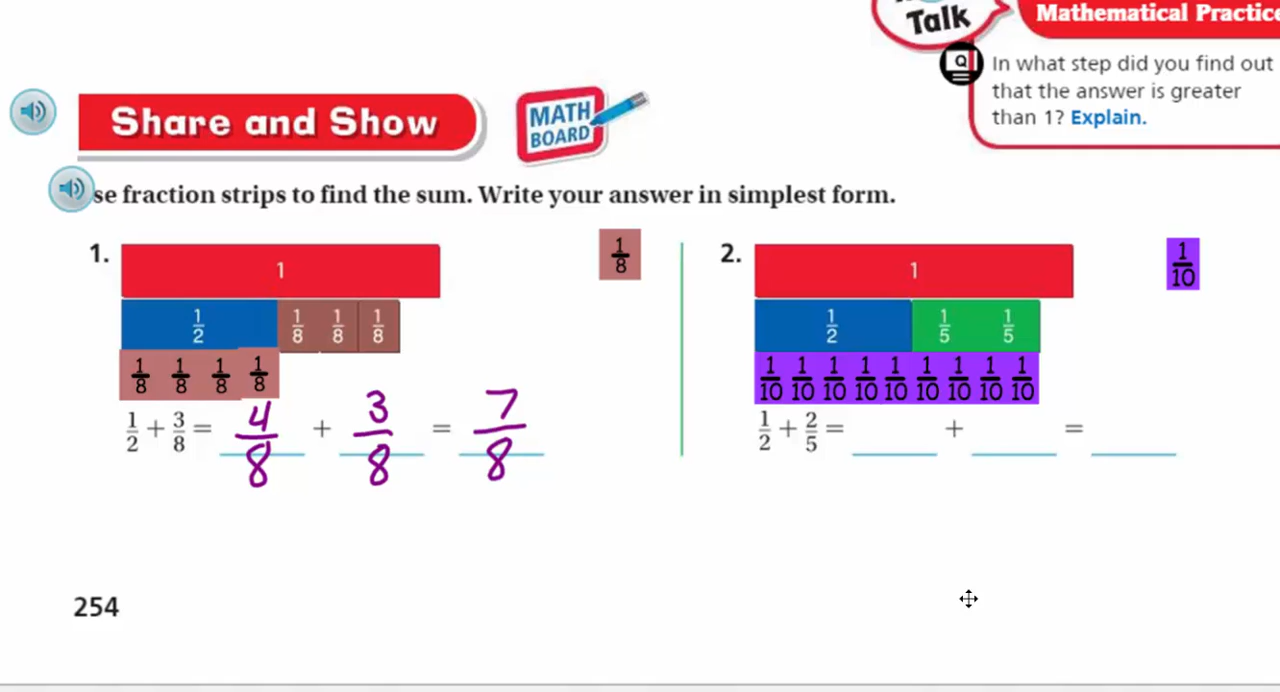 Talk
Mathematical Practice
Q
In what step did you find out
that the answer is greater
than 1? Explain.
Share and Show
MATH
BOARD
se fraction strips to find the sum. Write your answer in simplest form.
1.
1
1/8
1/2 1/8 1/8 1/8
1/8 1/8 1/8 1/8
1/2 + 3/8 = 4/8 + 3/8 = 7/8
2.
1
1/10
1/2 1/5 1/5
1/10 1/10 1/10 1/10 1/10 1/10 1/10 1/10 1/10
1/2 + 2/5 = ____ + ____ = ____
254